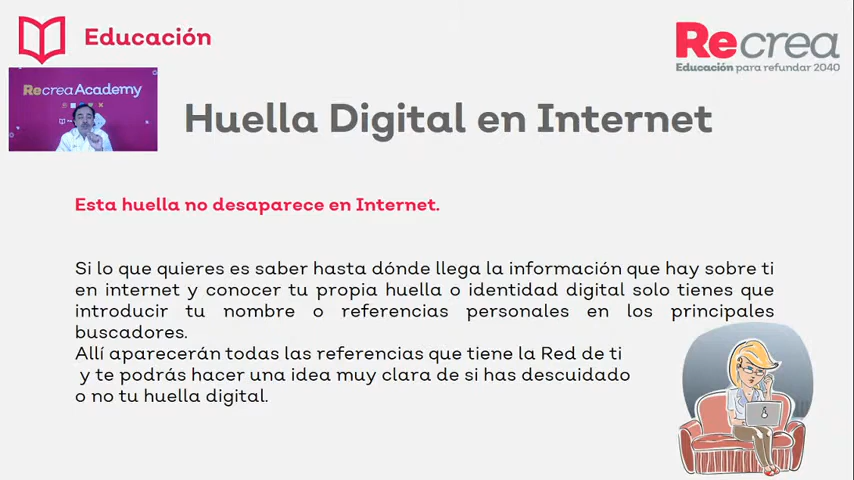 Educación
Recrea
Educación para refundar 2040
Recrea Academy
Huella Digital en Internet
Esta huella no desaparece en Internet.
Si lo que quieres es saber hasta dónde llega la información que hay sobre ti
en internet y conocer tu propia huella o identidad digital solo tienes que
introducir tu nombre o referencias personales en los principales
buscadores.
Allí aparecerán todas las referencias que tiene la Red de ti
y te podrás hacer una idea muy clara de si has descuidado
o no tu huella digital.